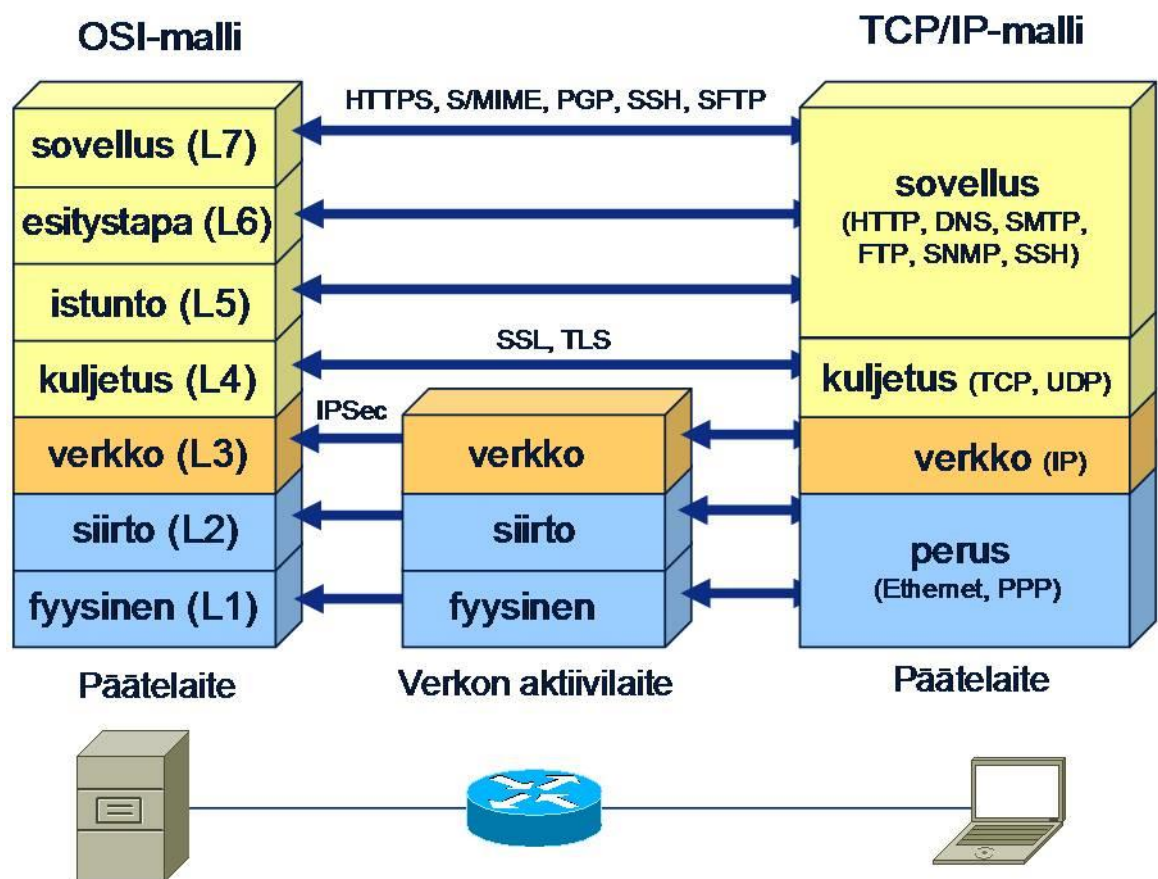 OSI-malli
TCP/IP-malli
HTTPS, S/MIME, PGP, SSH, SFTP
sovellus (L7)
esitystapa (L6)
istunto (L5)
kuljetus (L4)
verkko (L3)
siirto (L2)
fyysinen (L1)
Päätelaite
SSL, TLS
IPSec
verkko
siirto
fyysinen
Verkon aktiivilaite
sovellus
(HTTP, DNS, SMTP,
FTP, SNMP, SSH)
kuljetus (TCP, UDP)
verkko (IP)
perus
(Ethernet, PPP)
Päätelaite